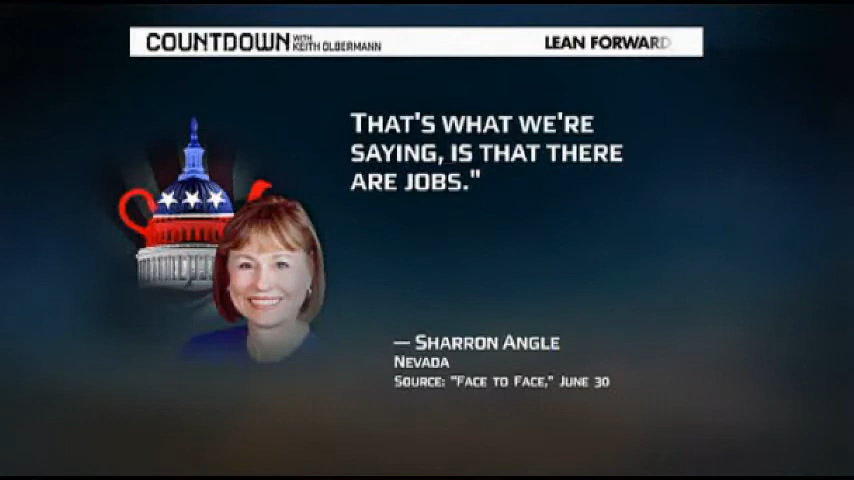 COUNTDOWN WITH KEITH OLBERMANN
LEAN FORWARD
THAT'S WHAT WE'RE
SAYING, IS THAT THERE
ARE JOBS."
— SHARRON ANGLE
NEVADA
SOURCE: "FACE TO FACE," JUNE 30